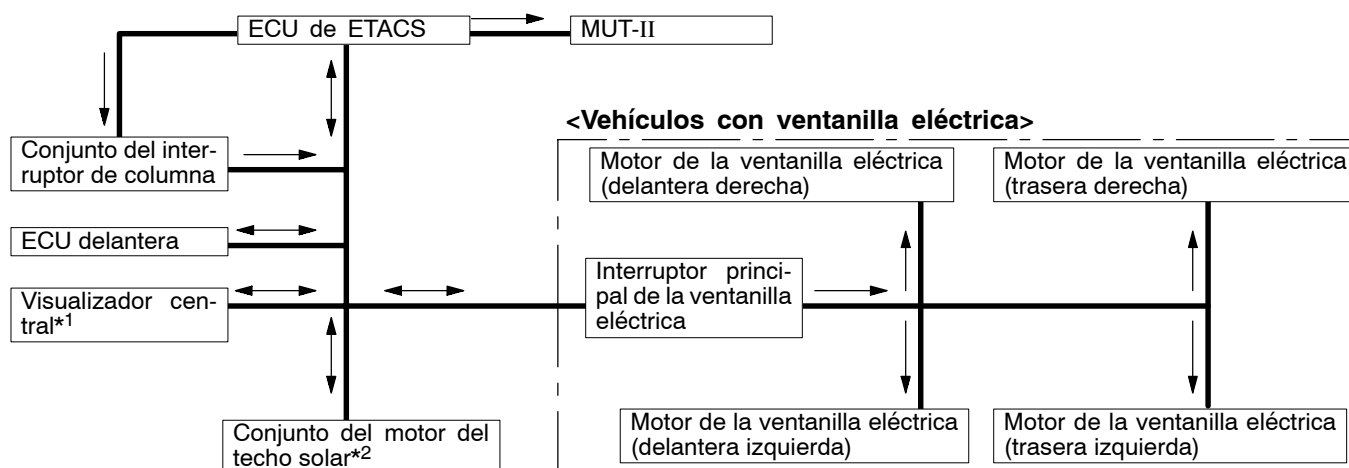 ECU de ETACS
MUT-II
<Vehículos con ventanilla eléctrica>
Conjunto del inter-
ruptor de columna
Motor de la ventanilla eléctrica
(delantera derecha)
Motor de la ventanilla eléctrica
(trasera derecha)
ECU delantera
Visualizador cen-
tral*1
Interruptor princi-
pal de la ventanilla
eléctrica
Conjunto del motor del
techo solar*2
Motor de la ventanilla eléctrica
(delantera izquierda)
Motor de la ventanilla eléctrica
(trasera izquierda)